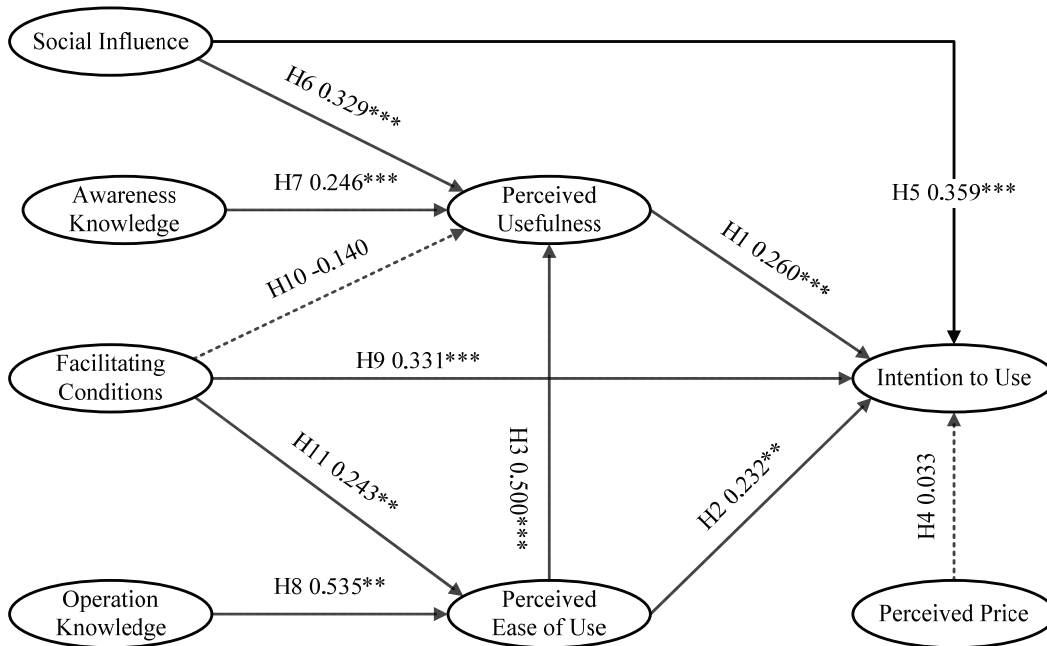 Social Influence
H6 0.329***
H7 0.246***
Awareness
Knowledge
Perceived
Usefulness
H5 0.359***
H1 0.260***
H10 -0.140
Facilitating
Conditions
H9 0.331***
Intention to Use
H11 0.243**
H3 0.500***
H2 0.232**
H4 0.033
Operation
Knowledge
H8 0.535**
Perceived
Ease of Use
Perceived Price